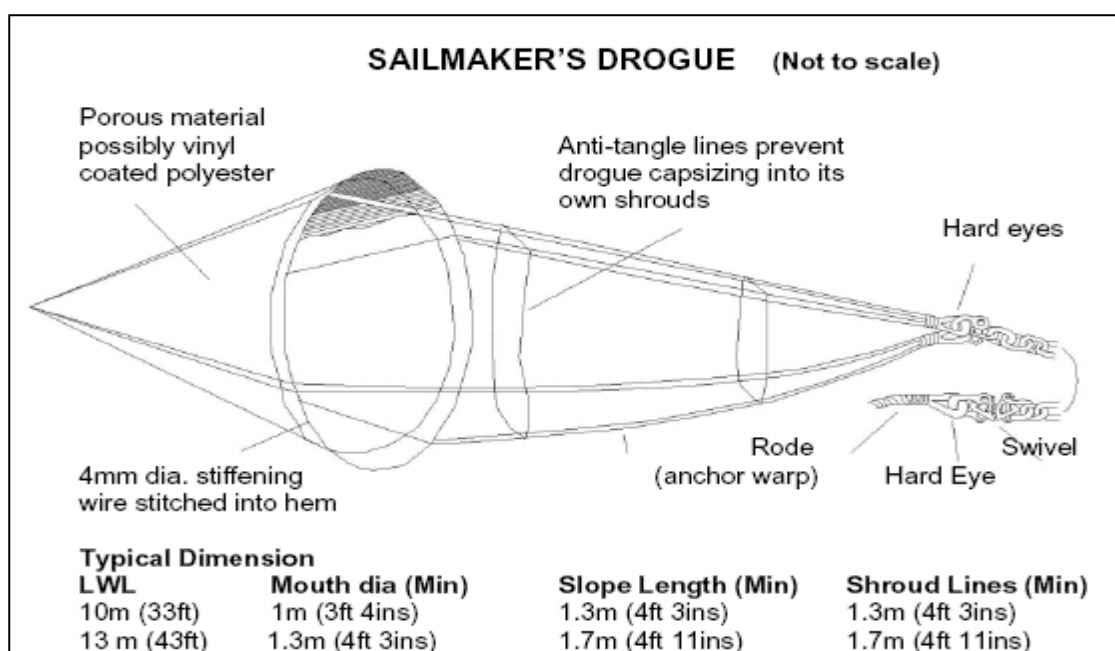 SAILMAKER'S DROGUE (Not to scale)
Porous material
possibly vinyl
coated polyester
Anti-tangle lines prevent
drogue capsizing into its
own shrouds
Hard eyes
4mm dia. stiffening
wire stitched into hem
Rode
(anchor warp)
Hard Eye
Swivel
Typical Dimension
LWL Mouth dia (Min) Slope Length (Min) Shroud Lines (Min)
10m (33ft) 1m (3ft 4ins) 1.3m (4ft 3ins) 1.3m (4ft 3ins)
13 m (43ft) 1.3m (4ft 3ins) 1.7m (4ft 11ins) 1.7m (4ft 11ins)